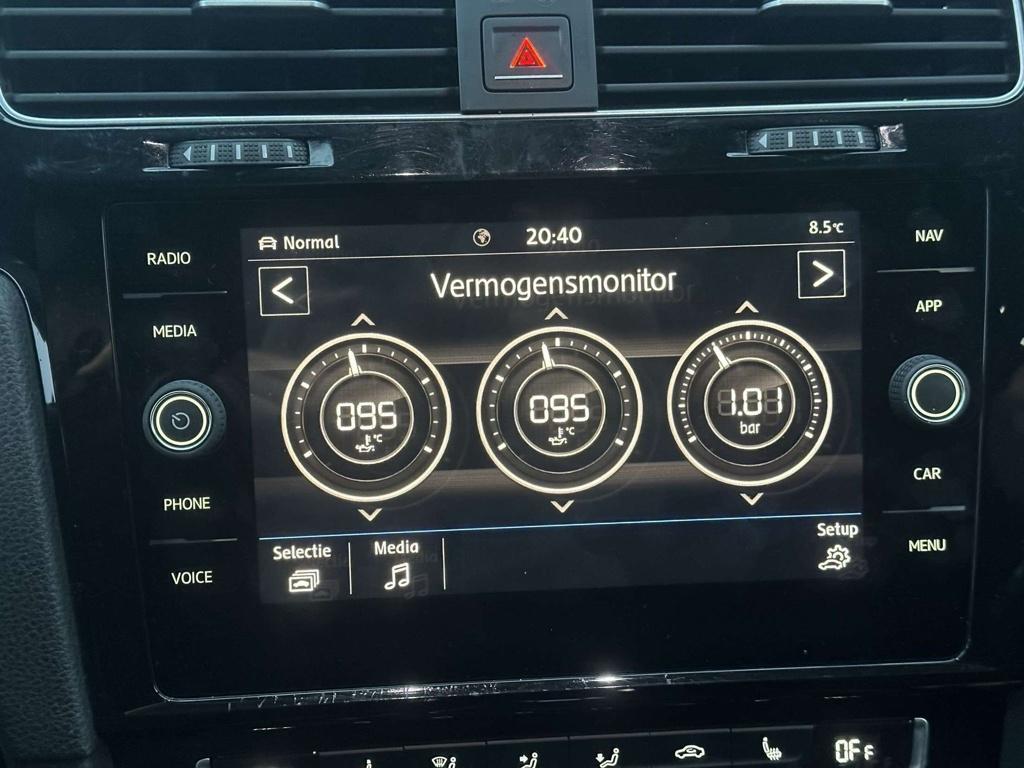 RADIO
MEDIA
PHONE
VOICE
Normal
20:40
8.5°C
Vermogensmonitor
095
°C
095
°C
1.01
bar
Selectie
Media
Setup
NAV
APP
CAR
MENU
OFF